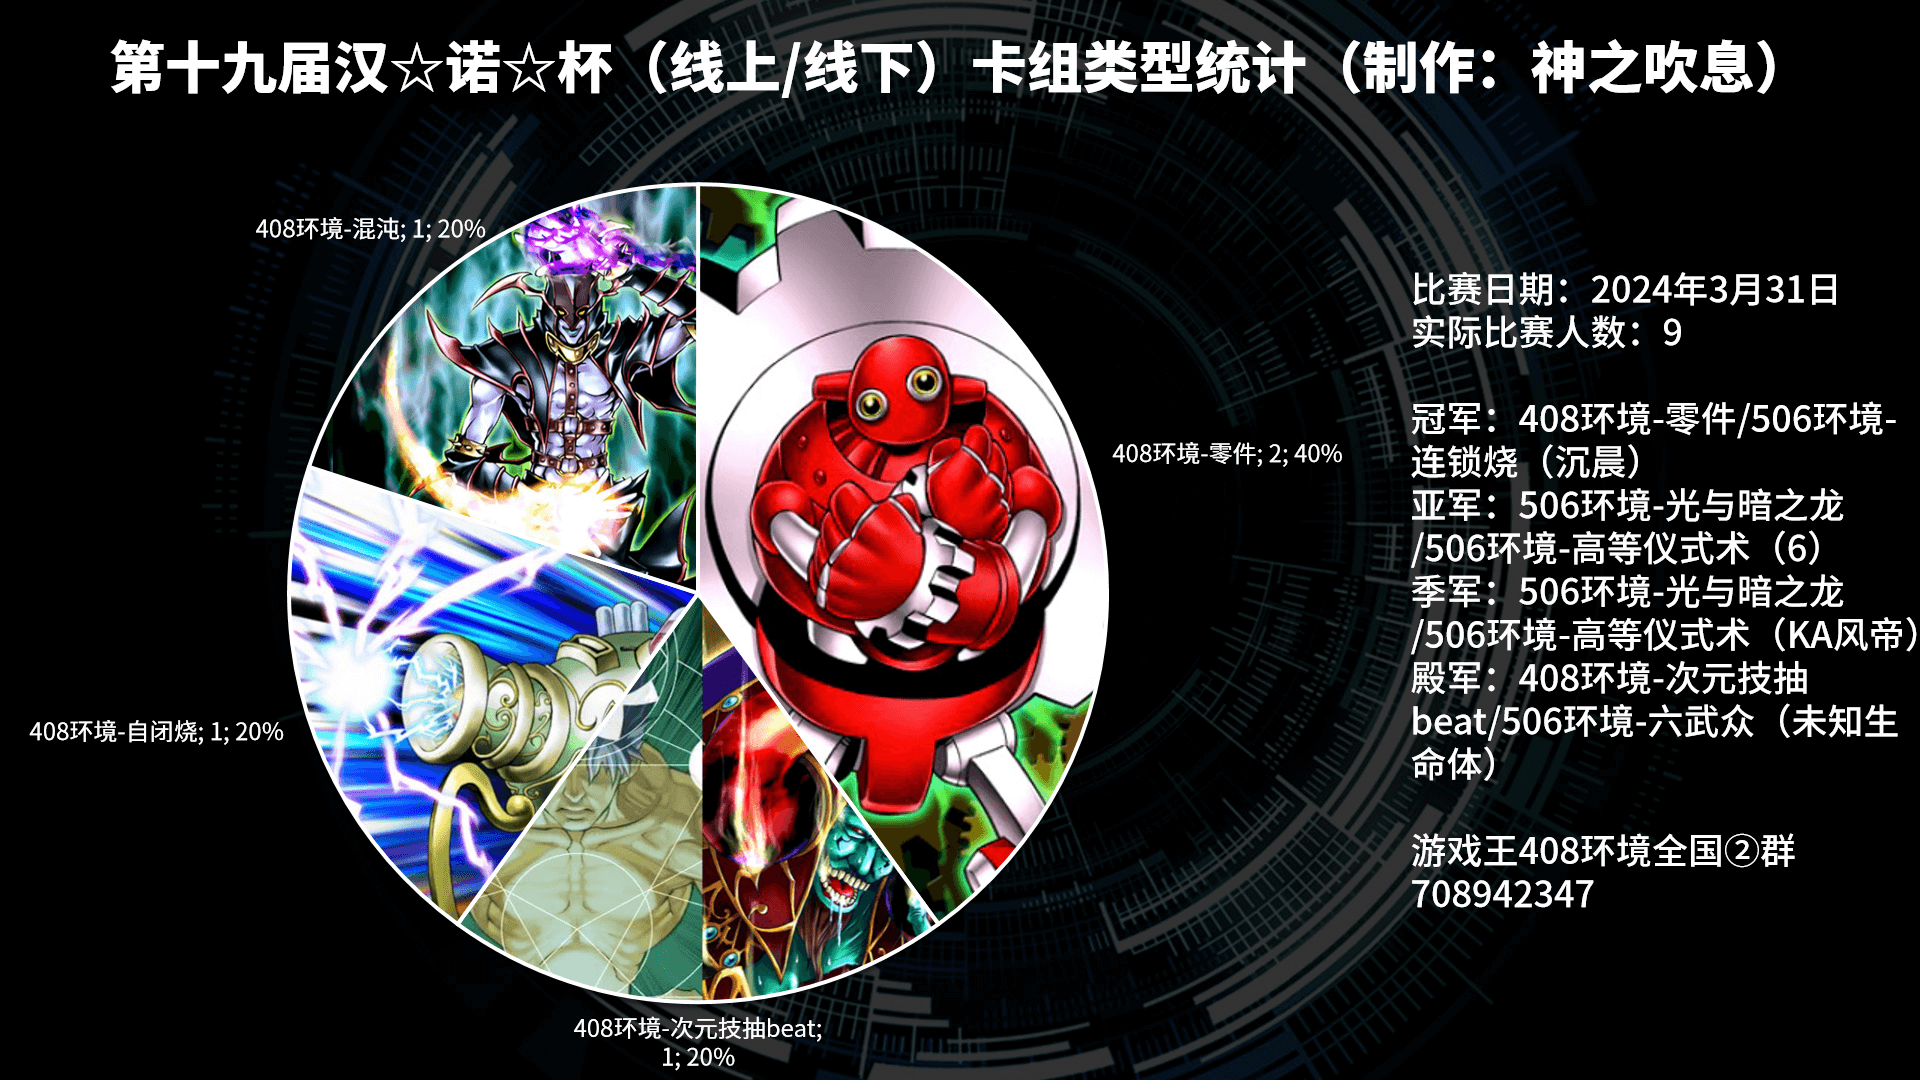 第十九届汉☆诺☆杯（线上/线下）卡组类型统计（制作：神之吹息）
408环境-混沌; 1; 20%
408环境-零件; 2; 40%
408环境-自闭烧; 1; 20%
408环境-次元技抽beat;
1; 20%
比赛日期：2024年3月31日
实际比赛人数：9
冠军：408环境-零件/506环境-
连锁烧（沉晨）
亚军：506环境-光与暗之龙
/506环境-高等仪式术（6）
季军：506环境-光与暗之龙
/506环境-高等仪式术（KA风帝）
殿军：408环境-次元技抽
beat/506环境-六武众（未知生
命体）
游戏王408环境全国②群
708942347